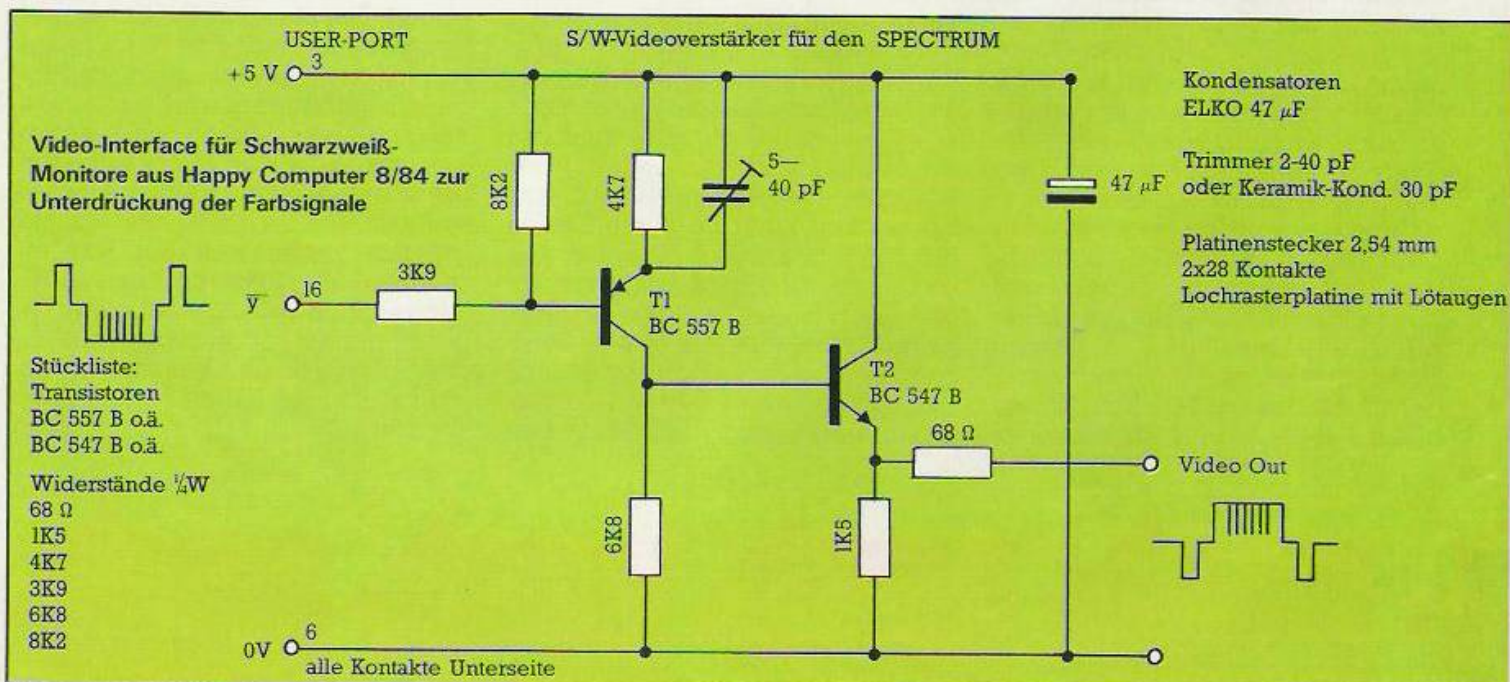 USER-PORT
S/W-Videoverstärker für den SPECTRUM
+5 V
3
Video-Interface für Schwarzweiß-
Monitore aus Happy Computer 8/84 zur
Unterdrückung der Farbsignale
8K2
4K7
5—
40 pF
47 µF
Kondensatoren
ELKO 47 µF
Trimmer 2-40 pF
oder Keramik-Kond. 30 pF
Platinenstecker 2,54 mm
2x28 Kontakte
Lochrasterplatine mit Lötaugen
y̅
16
3K9
T1
BC 557 B
T2
BC 547 B
68 Ω
Video Out
6K8
1K5
Stückliste:
Transistoren
BC 557 B o.ä.
BC 547 B o.ä.
Widerstände ¼W
68 Ω
1K5
4K7
3K9
6K8
8K2
0V
6
alle Kontakte Unterseite